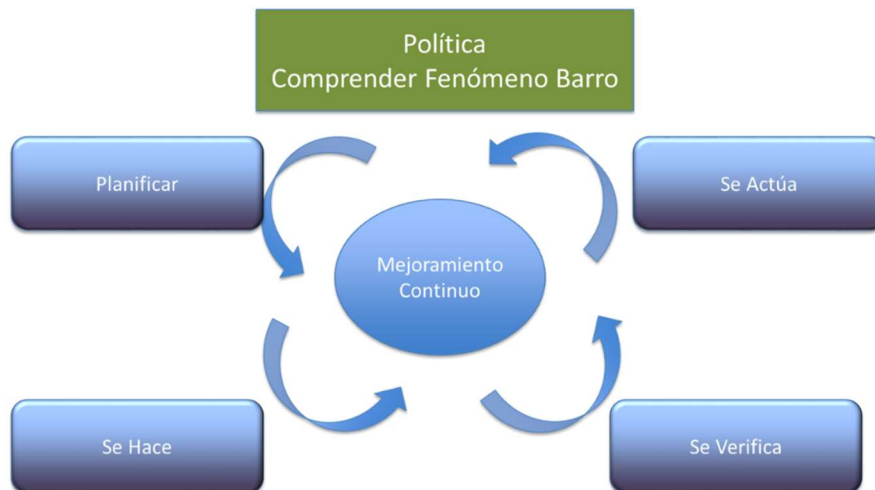 Política
Comprender Fenómeno Barro
Planificar
Se Actúa
Mejoramiento
Continuo
Se Hace
Se Verifica